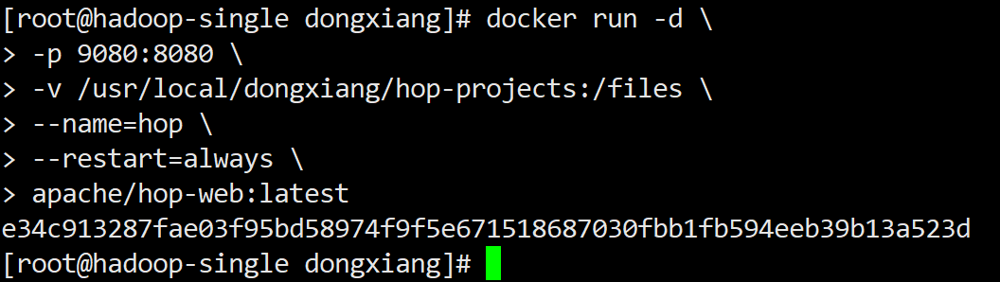 [root@hadoop-single dongxiang]# docker run -d \
> -p 9080:8080 \
> -v /usr/local/dongxiang/hop-projects:/files \
> --name=hop \
> --restart=always \
> apache/hop-web:latest
e34c913287fae03f95bd58974f9f5e671518687030fbb1fb594eeb39b13a523d
[root@hadoop-single dongxiang]#